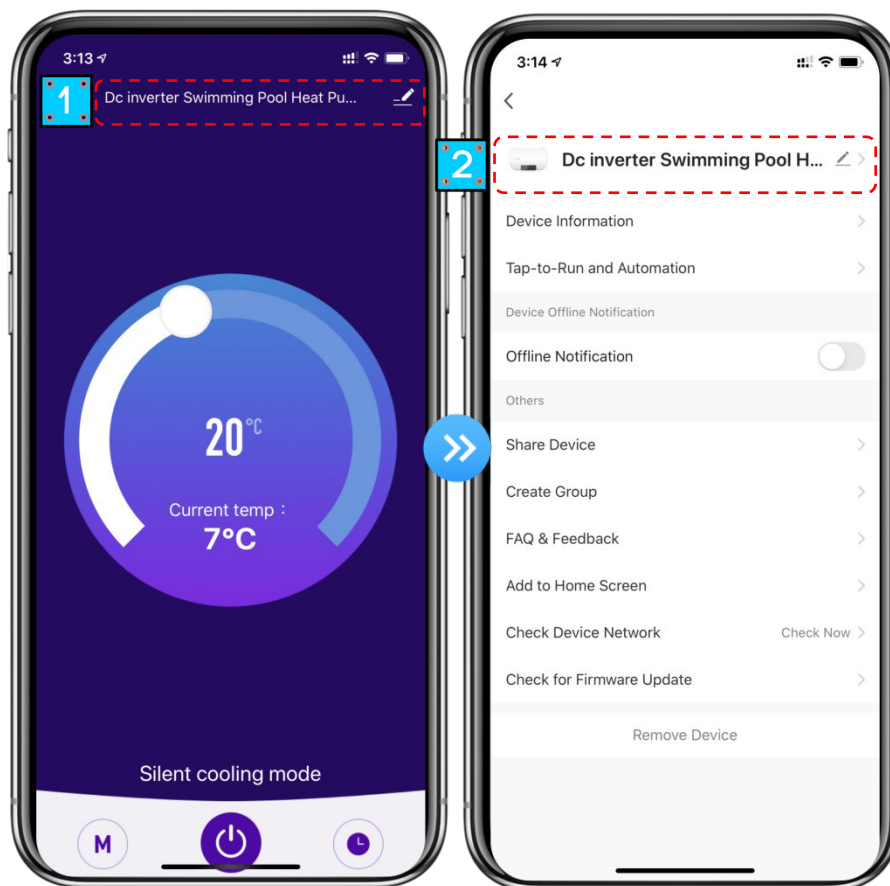 3:13
1
Dc inverter Swimming Pool Heat Pu...
20°C
Current temp :
7°C
Silent cooling mode
M
3:14
2
Dc inverter Swimming Pool H...
Device Information
Tap-to-Run and Automation
Device Offline Notification
Offline Notification
Others
Share Device
Create Group
FAQ & Feedback
Add to Home Screen
Check Device Network Check Now
Check for Firmware Update
Remove Device